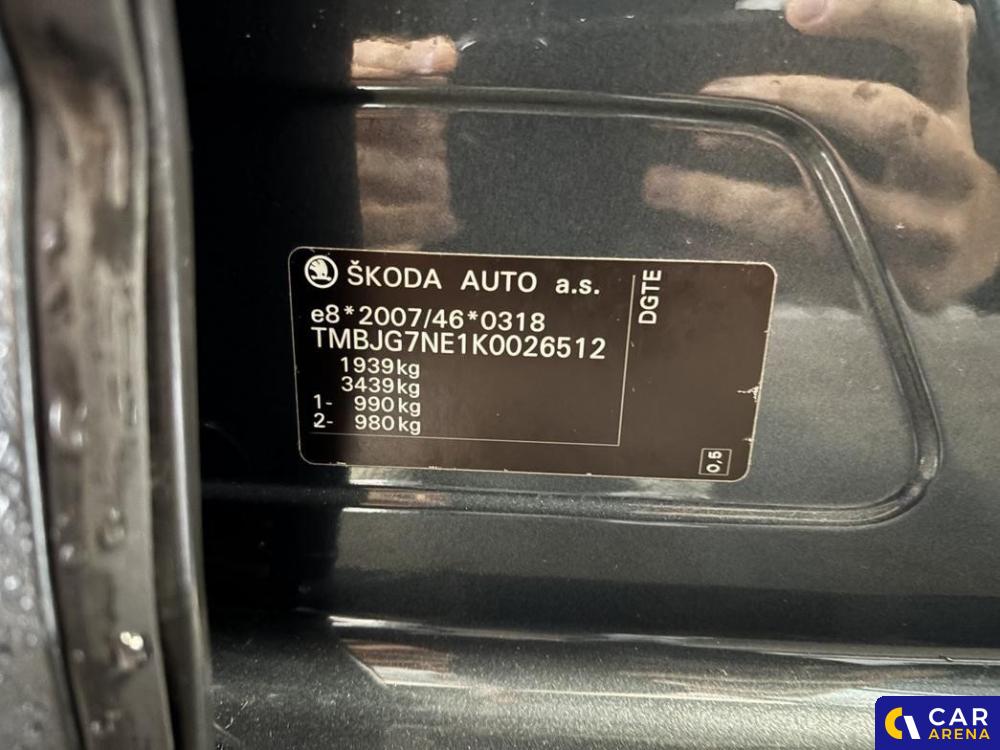 ŠKODA AUTO a.s.
e8*2007/46*0318
TMBJG7NE1K0026512
1939kg
3439kg
1- 990kg
2- 980kg
DGTE
0,5
CAR
ARENA